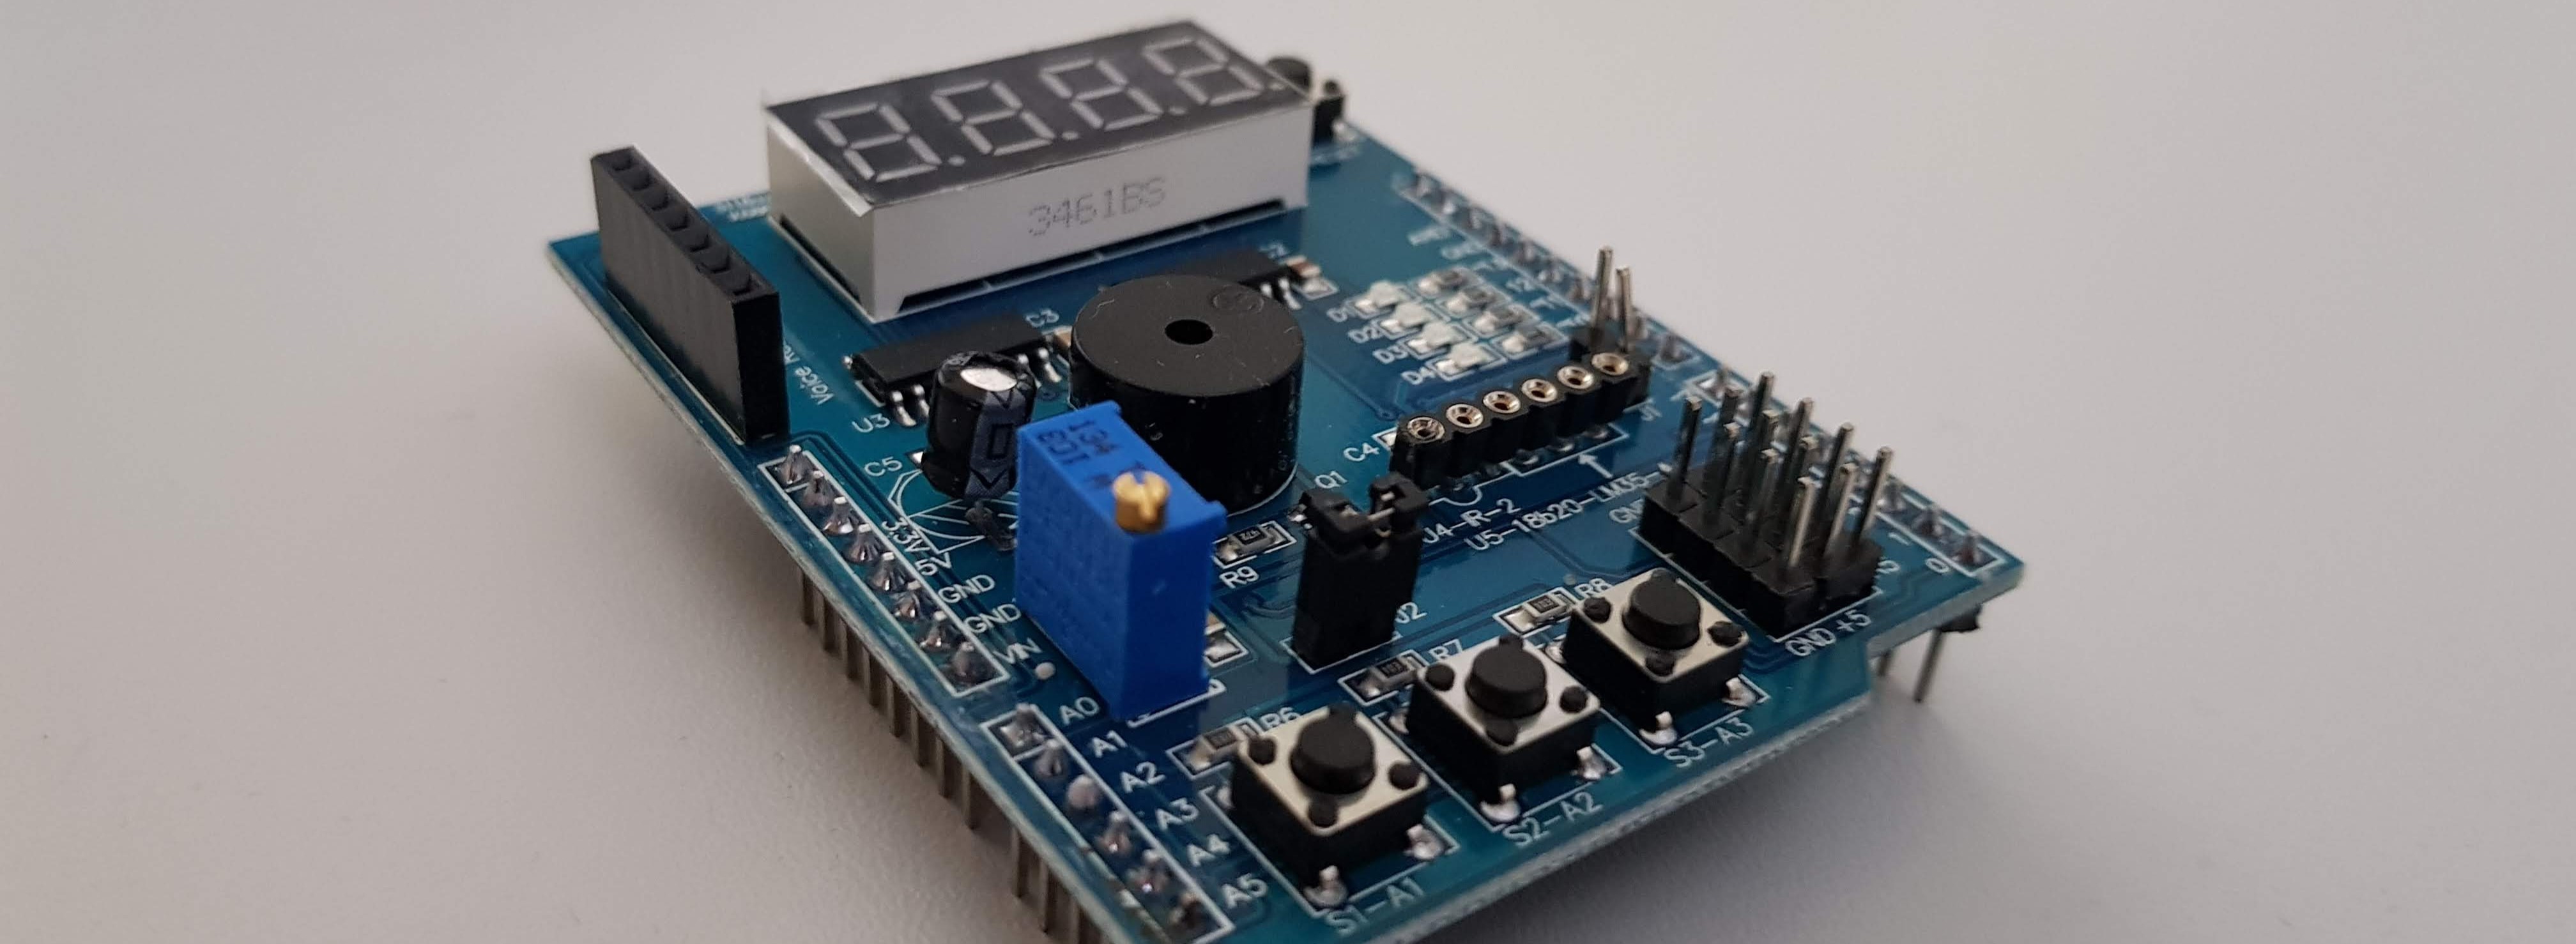 3461BS
C3
U3
C5
D1
D2
D3
D4
J1
C4
Q1
J4-IR-2
U5-18b20-LM35
R9
J2
R8
R7
R6
3.3V
5V
GND
GND
VIN
A0
A1
A2
A3
A4
A5
1
0
GND +5
S3-A3
S2-A2
S1-A1